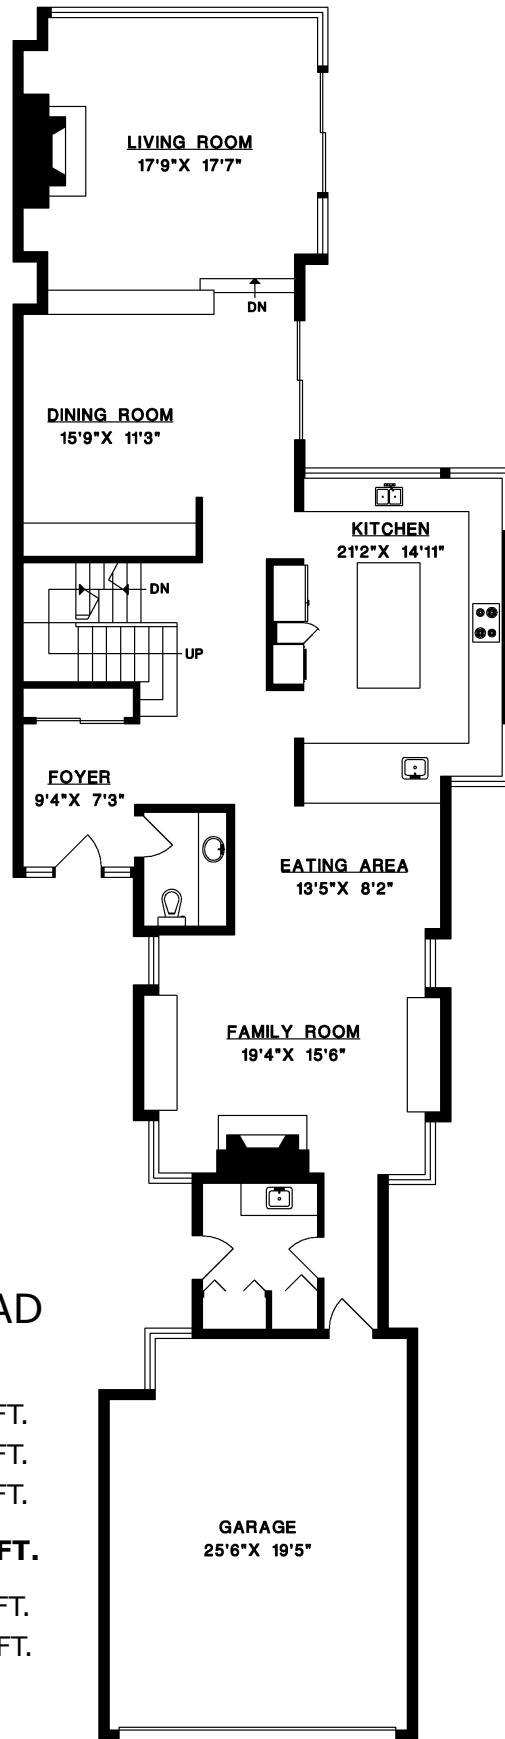 LIVING ROOM
17'9"X 17'7"
DN
DINING ROOM
15'9"X 11'3"
KITCHEN
21'2"X 14'11"
DN
UP
FOYER
9'4"X 7'3"
EATING AREA
13'5"X 8'2"
FAMILY ROOM
19'4"X 15'6"
AD
FT.
FT.
FT.
FT.
FT.
FT.
GARAGE
25'6"X 19'5"